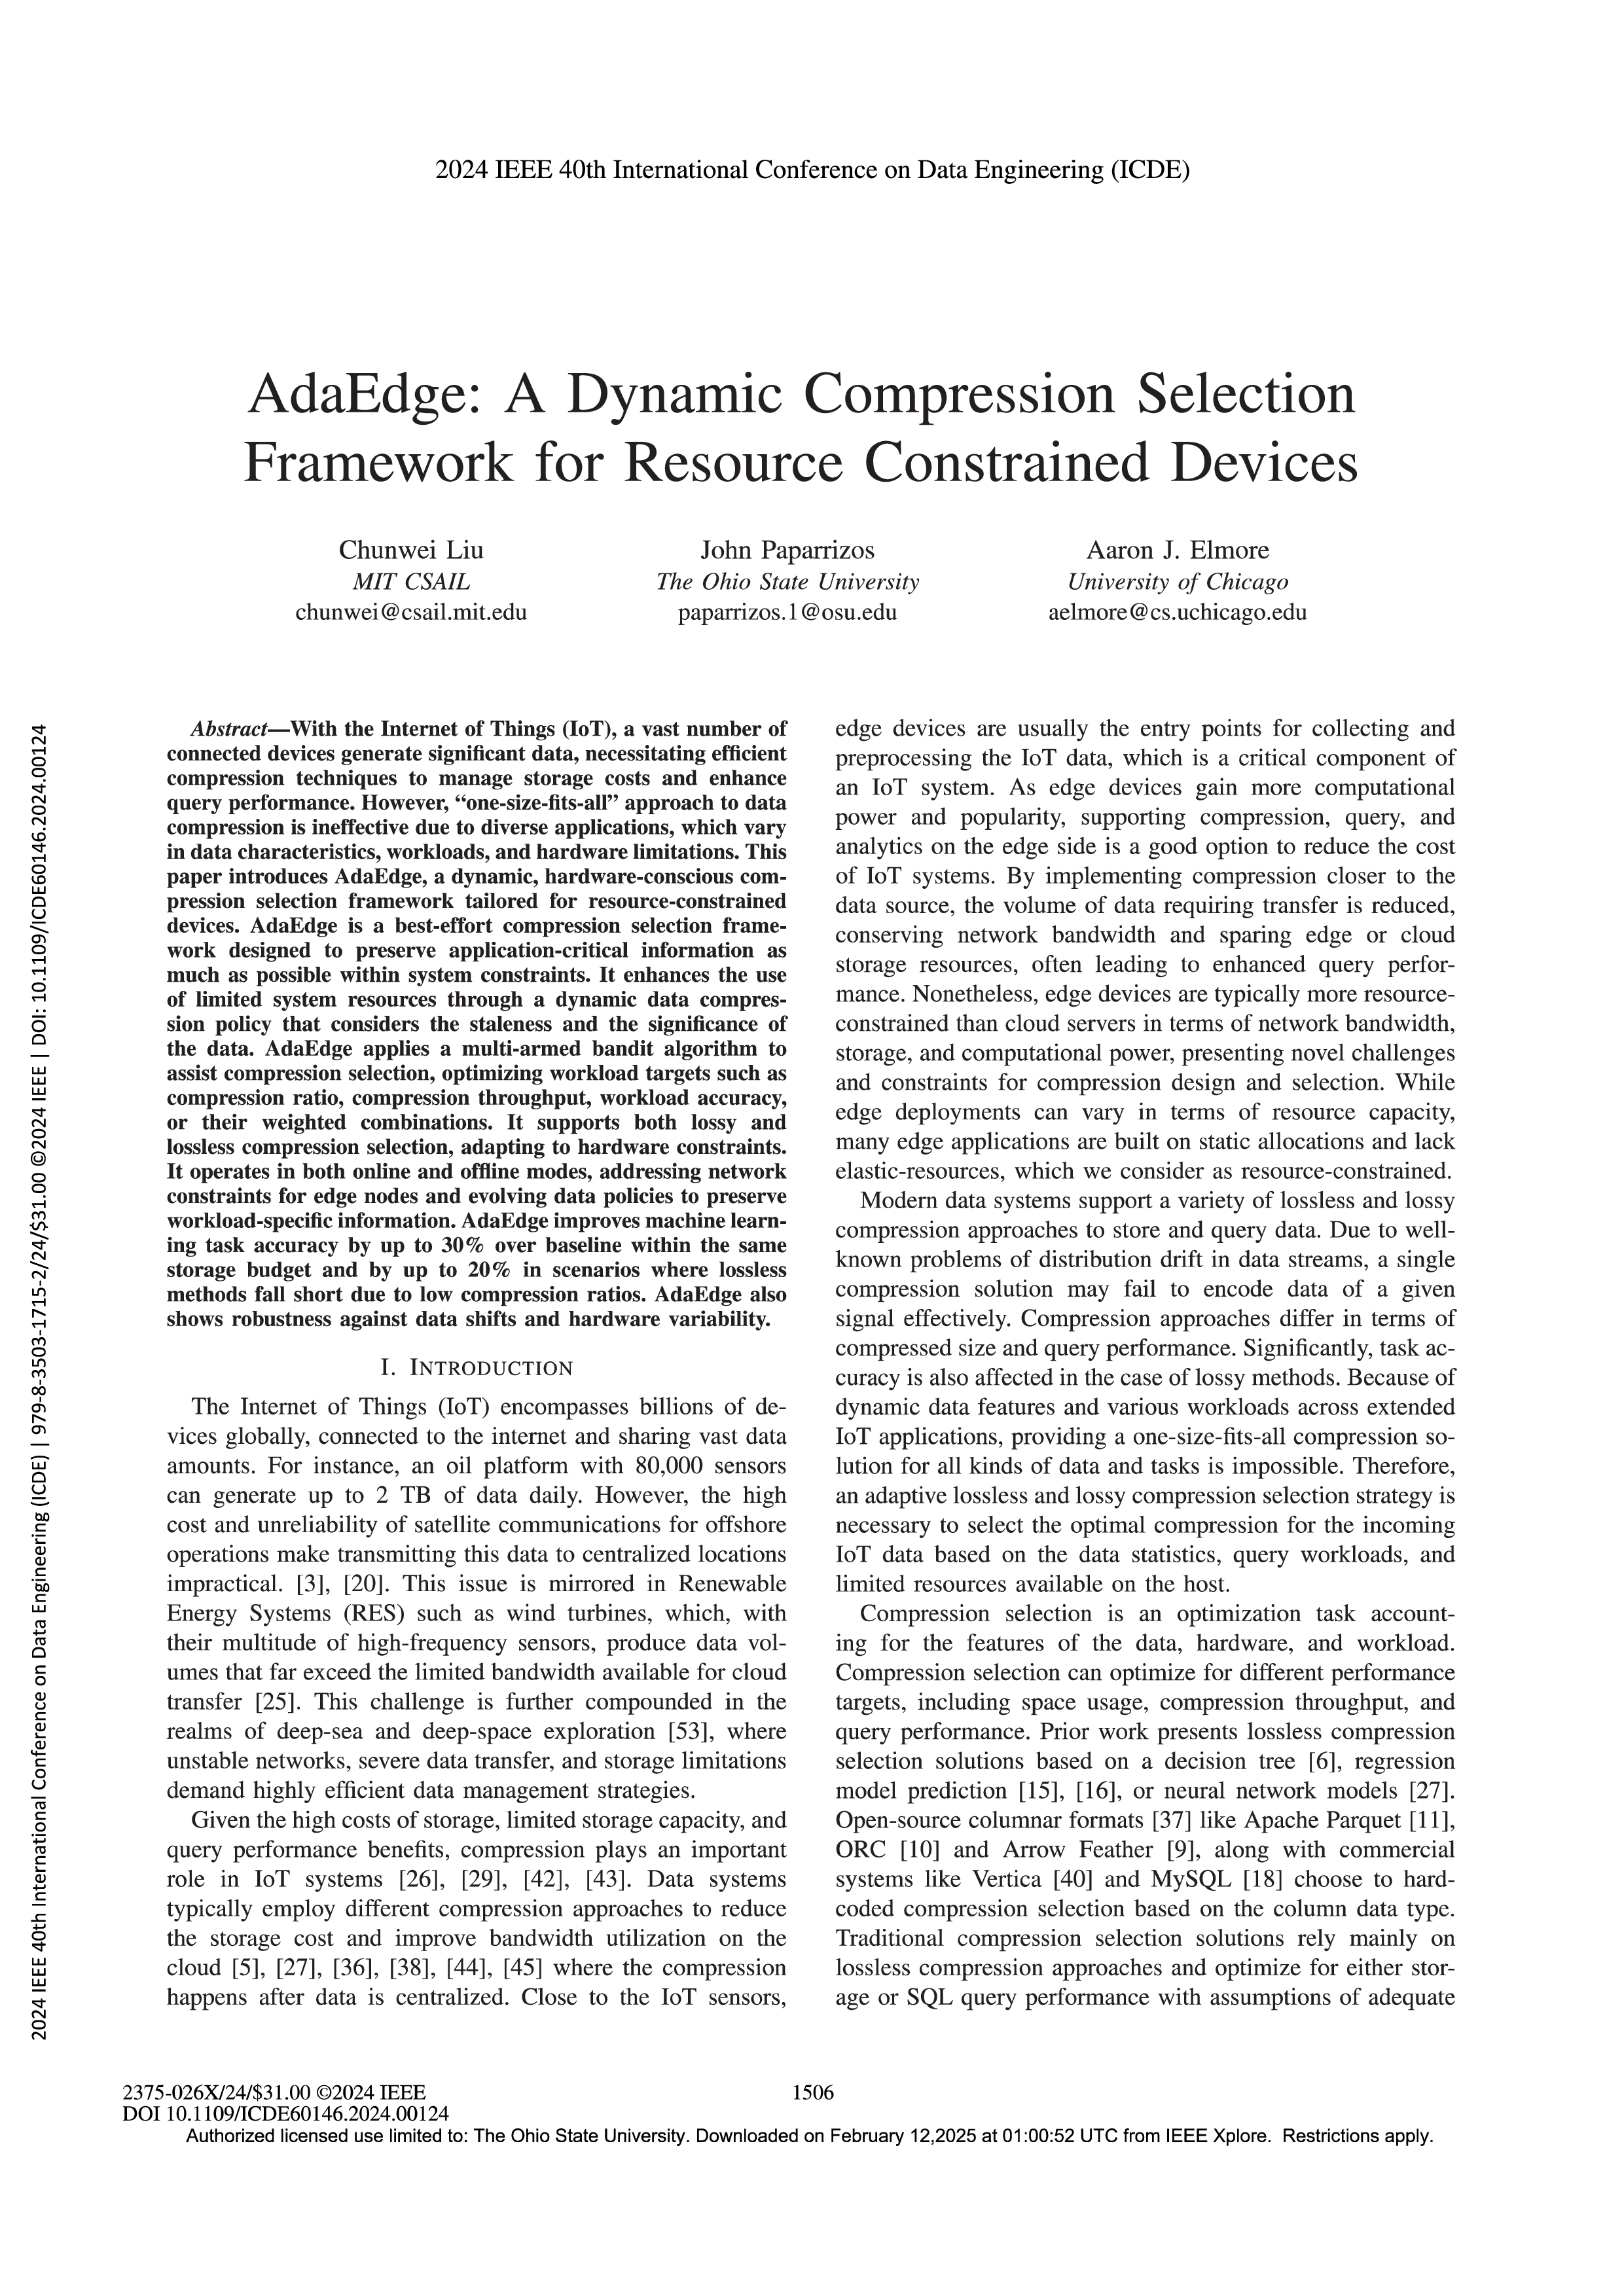 2024 IEEE 40th International Conference on Data Engineering (ICDE)
AdaEdge: A Dynamic Compression Selection
Framework for Resource Constrained Devices
Chunwei Liu
MIT CSAIL
chunwei@csail.mit.edu
John Paparrizos
The Ohio State University
paparrizos.1@osu.edu
Aaron J. Elmore
University of Chicago
aelmore@cs.uchicago.edu
2024 IEEE 40th International Conference on Data Engineering (ICDE) | 979-8-3503-1715-2/24/$31.00 ©2024 IEEE | DOI: 10.1109/ICDE60146.2024.00124
Abstract—With the Internet of Things (IoT), a vast number of
connected devices generate significant data, necessitating efficient
compression techniques to manage storage costs and enhance
query performance. However, “one-size-fits-all” approach to data
compression is ineffective due to diverse applications, which vary
in data characteristics, workloads, and hardware limitations. This
paper introduces AdaEdge, a dynamic, hardware-conscious com-
pression selection framework tailored for resource-constrained
devices. AdaEdge is a best-effort compression selection frame-
work designed to preserve application-critical information as
much as possible within system constraints. It enhances the use
of limited system resources through a dynamic data compres-
sion policy that considers the staleness and the significance of
the data. AdaEdge applies a multi-armed bandit algorithm to
assist compression selection, optimizing workload targets such as
compression ratio, compression throughput, workload accuracy,
or their weighted combinations. It supports both lossy and
lossless compression selection, adapting to hardware constraints.
It operates in both online and offline modes, addressing network
constraints for edge nodes and evolving data policies to preserve
workload-specific information. AdaEdge improves machine learn-
ing task accuracy by up to 30% over baseline within the same
storage budget and by up to 20% in scenarios where lossless
methods fall short due to low compression ratios. AdaEdge also
shows robustness against data shifts and hardware variability.
I. INTRODUCTION
The Internet of Things (IoT) encompasses billions of de-
vices globally, connected to the internet and sharing vast data
amounts. For instance, an oil platform with 80,000 sensors
can generate up to 2 TB of data daily. However, the high
cost and unreliability of satellite communications for offshore
operations make transmitting this data to centralized locations
impractical. [3], [20]. This issue is mirrored in Renewable
Energy Systems (RES) such as wind turbines, which, with
their multitude of high-frequency sensors, produce data vol-
umes that far exceed the limited bandwidth available for cloud
transfer [25]. This challenge is further compounded in the
realms of deep-sea and deep-space exploration [53], where
unstable networks, severe data transfer, and storage limitations
demand highly efficient data management strategies.
Given the high costs of storage, limited storage capacity, and
query performance benefits, compression plays an important
role in IoT systems [26], [29], [42], [43]. Data systems
typically employ different compression approaches to reduce
the storage cost and improve bandwidth utilization on the
cloud [5], [27], [36], [38], [44], [45] where the compression
happens after data is centralized. Close to the IoT sensors,
edge devices are usually the entry points for collecting and
preprocessing the IoT data, which is a critical component of
an IoT system. As edge devices gain more computational
power and popularity, supporting compression, query, and
analytics on the edge side is a good option to reduce the cost
of IoT systems. By implementing compression closer to the
data source, the volume of data requiring transfer is reduced,
conserving network bandwidth and sparing edge or cloud
storage resources, often leading to enhanced query perfor-
mance. Nonetheless, edge devices are typically more resource-
constrained than cloud servers in terms of network bandwidth,
storage, and computational power, presenting novel challenges
and constraints for compression design and selection. While
edge deployments can vary in terms of resource capacity,
many edge applications are built on static allocations and lack
elastic-resources, which we consider as resource-constrained.
Modern data systems support a variety of lossless and lossy
compression approaches to store and query data. Due to well-
known problems of distribution drift in data streams, a single
compression solution may fail to encode data of a given
signal effectively. Compression approaches differ in terms of
compressed size and query performance. Significantly, task ac-
curacy is also affected in the case of lossy methods. Because of
dynamic data features and various workloads across extended
IoT applications, providing a one-size-fits-all compression so-
lution for all kinds of data and tasks is impossible. Therefore,
an adaptive lossless and lossy compression selection strategy is
necessary to select the optimal compression for the incoming
IoT data based on the data statistics, query workloads, and
limited resources available on the host.
Compression selection is an optimization task account-
ing for the features of the data, hardware, and workload.
Compression selection can optimize for different performance
targets, including space usage, compression throughput, and
query performance. Prior work presents lossless compression
selection solutions based on a decision tree [6], regression
model prediction [15], [16], or neural network models [27].
Open-source columnar formats [37] like Apache Parquet [11],
ORC [10] and Arrow Feather [9], along with commercial
systems like Vertica [40] and MySQL [18] choose to hard-
coded compression selection based on the column data type.
Traditional compression selection solutions rely mainly on
lossless compression approaches and optimize for either stor-
age or SQL query performance with assumptions of adequate
2375-026X/24/$31.00 ©2024 IEEE
DOI 10.1109/ICDE60146.2024.00124
1506
Authorized licensed use limited to: The Ohio State University. Downloaded on February 12,2025 at 01:00:52 UTC from IEEE Xplore. Restrictions apply.